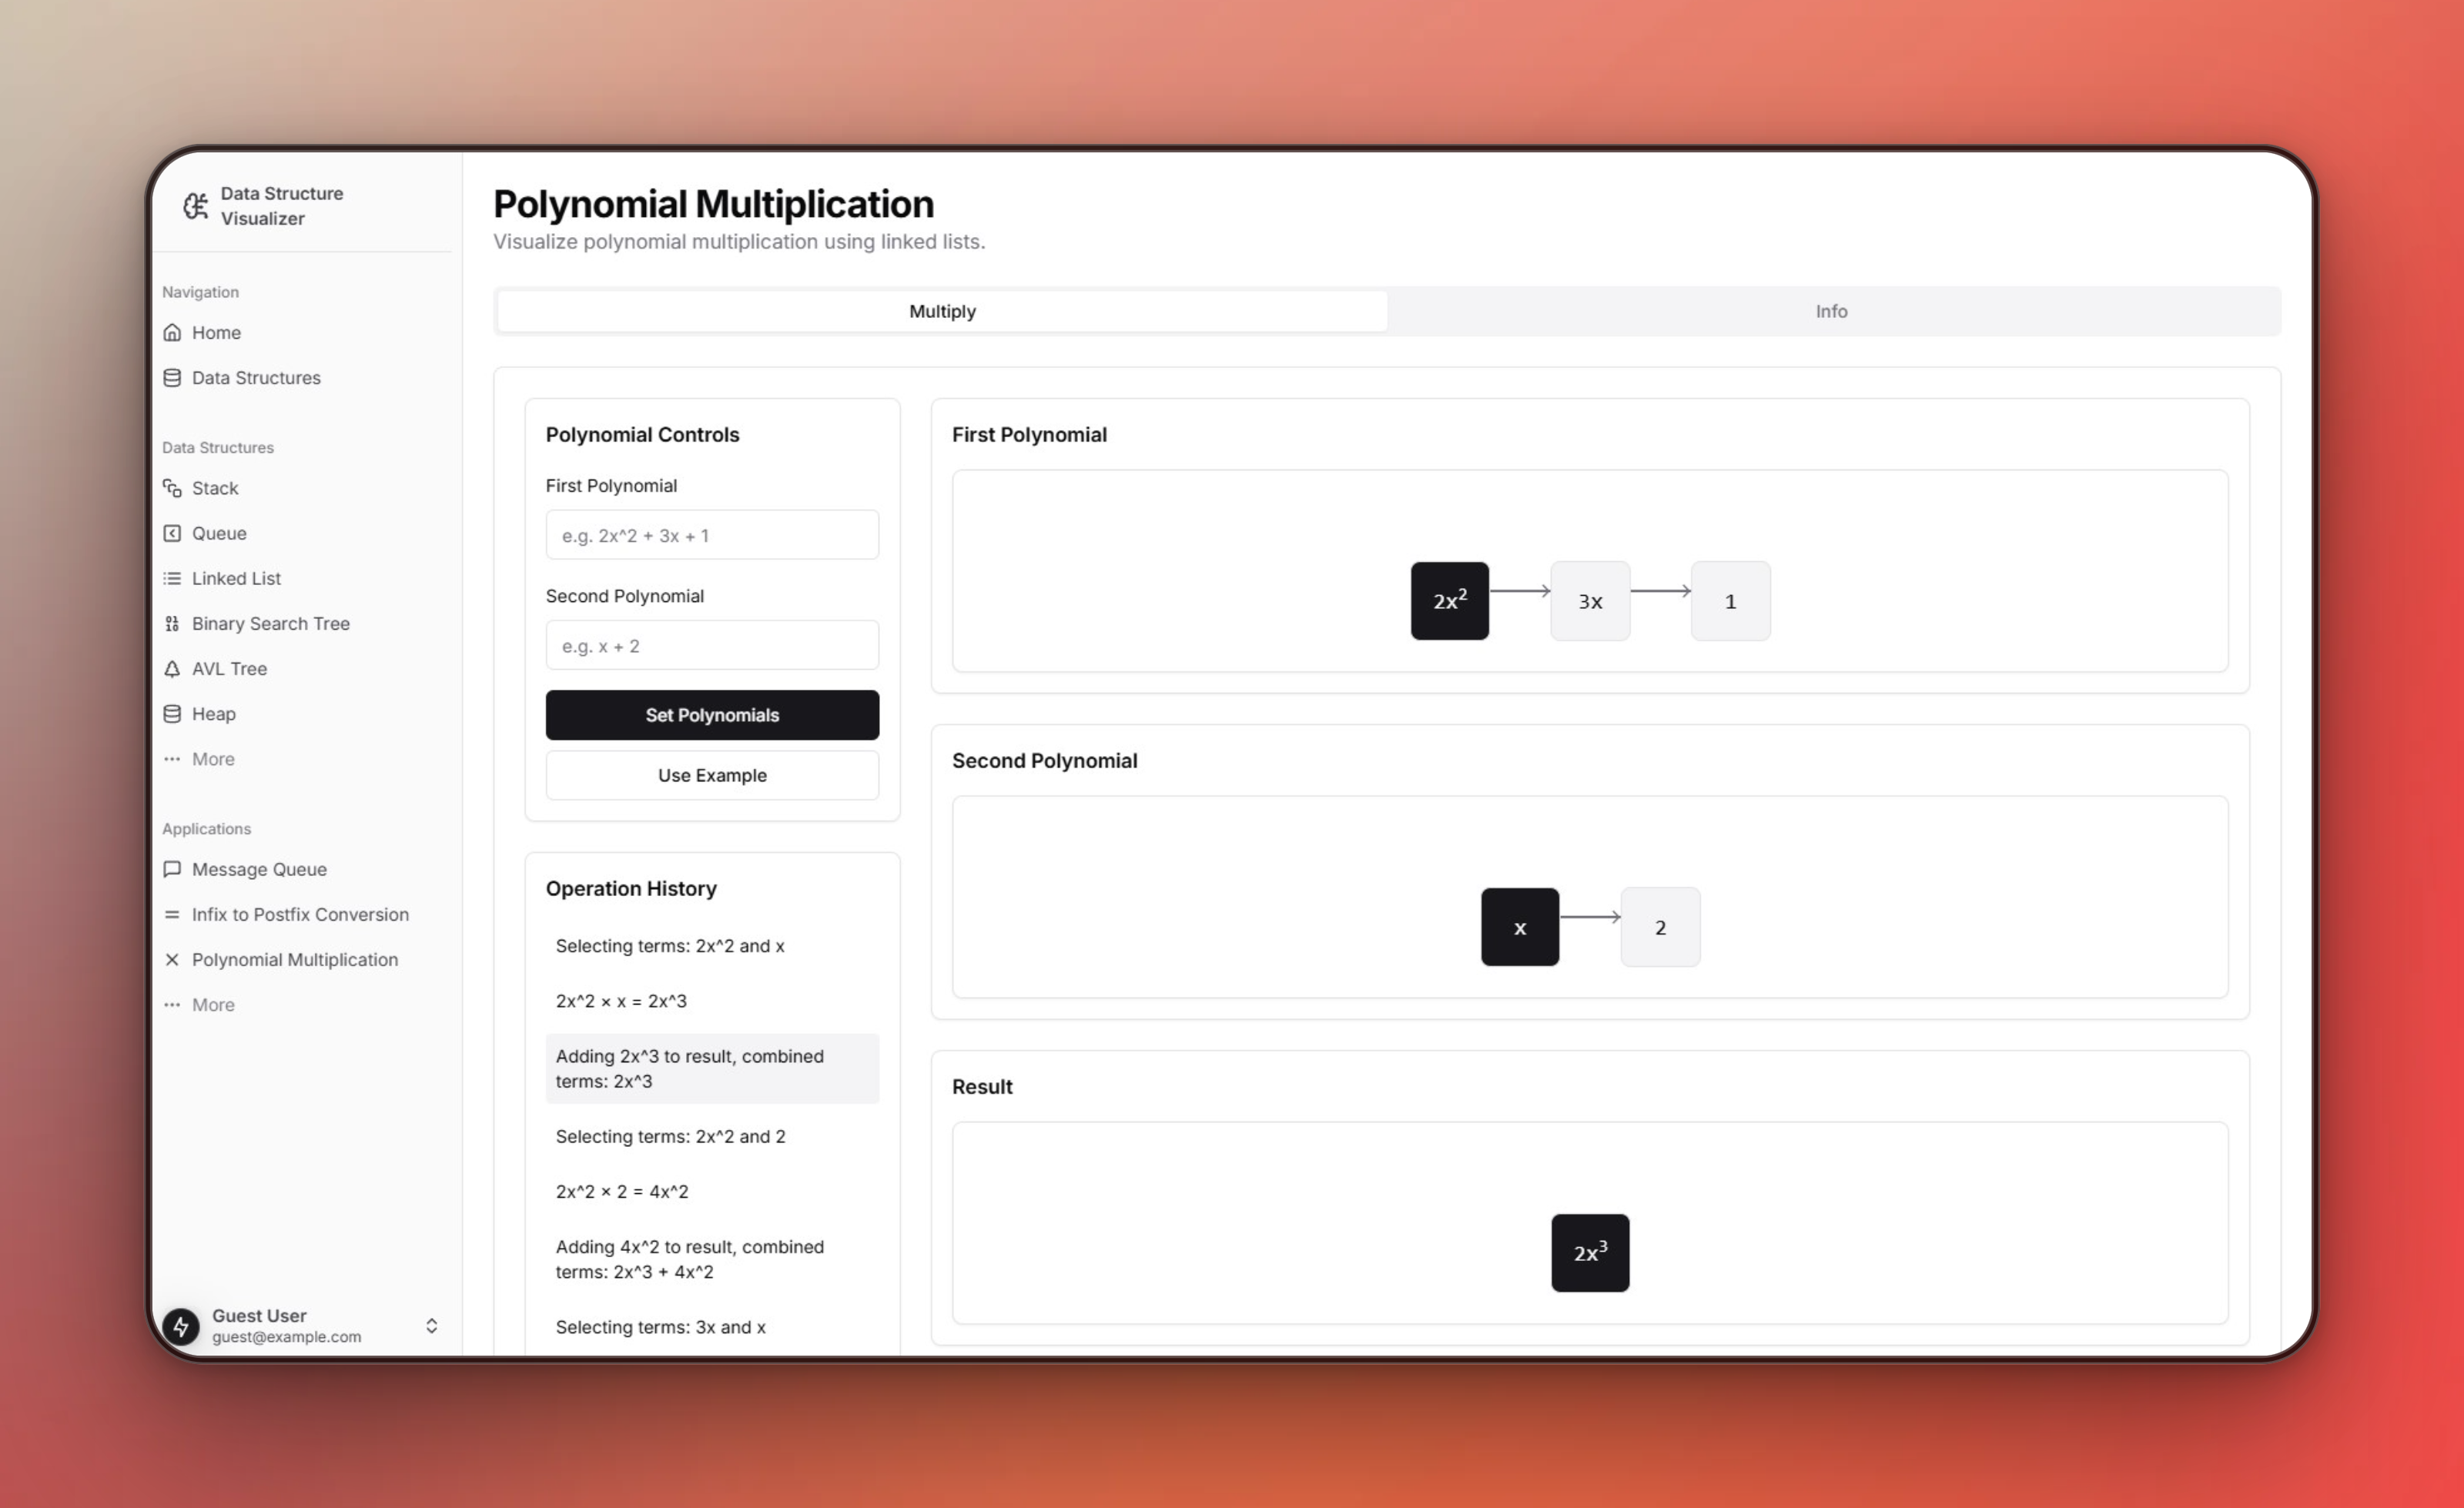 Data Structure
Visualizer
Navigation
Home
Data Structures
Data Structures
Stack
Queue
Linked List
Binary Search Tree
AVL Tree
Heap
More
Applications
Message Queue
Infix to Postfix Conversion
Polynomial Multiplication
More
Guest User
guest@example.com
Polynomial Multiplication
Visualize polynomial multiplication using linked lists.
Multiply
Info
Polynomial Controls
First Polynomial
e.g. 2x^2 + 3x + 1
Second Polynomial
e.g. x + 2
Set Polynomials
Use Example
Operation History
Selecting terms: 2x^2 and x
2x^2 × x = 2x^3
Adding 2x^3 to result, combined
terms: 2x^3
Selecting terms: 2x^2 and 2
2x^2 × 2 = 4x^2
Adding 4x^2 to result, combined
terms: 2x^3 + 4x^2
Selecting terms: 3x and x
First Polynomial
2x² 3x 1
Second Polynomial
x 2
Result
2x³